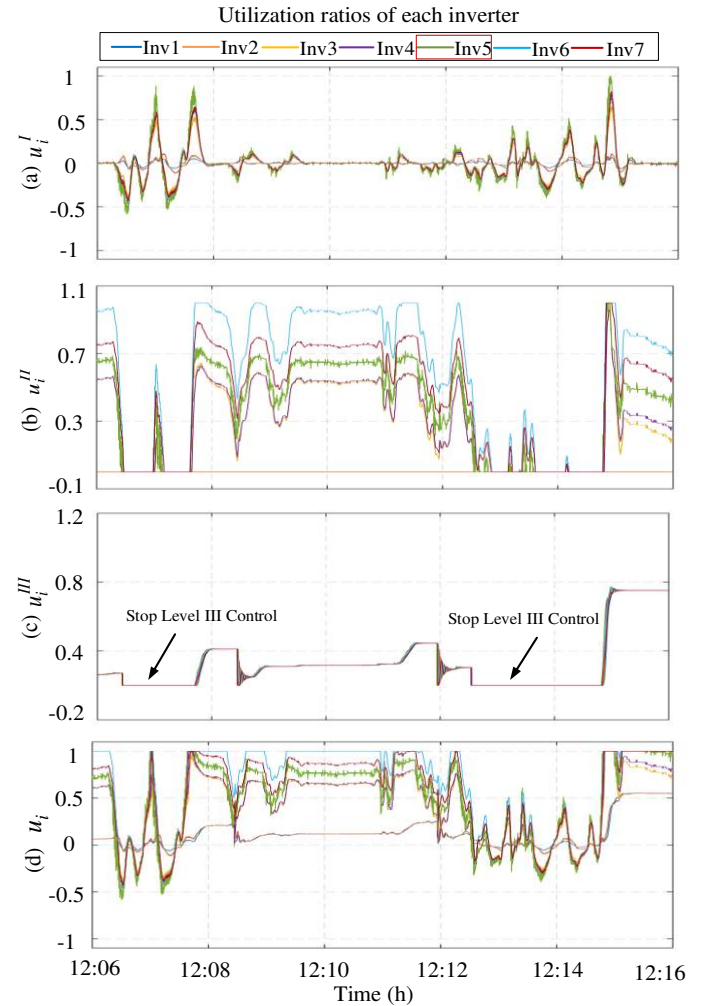 Utilization ratios of each inverter
Inv1 Inv2 Inv3 Inv4 Inv5 Inv6 Inv7
1
0.5
0
-0.5
-1
(a) u_i^I
1.1
0.7
0.3
-0.1
(b) u_i^II
1.2
0.8
0.4
-0.2
(c) u_i^III
Stop Level III Control
Stop Level III Control
1
0.5
0
-0.5
-1
(d) u_i
12:06 12:08 12:10 12:12 12:14 12:16
Time (h)